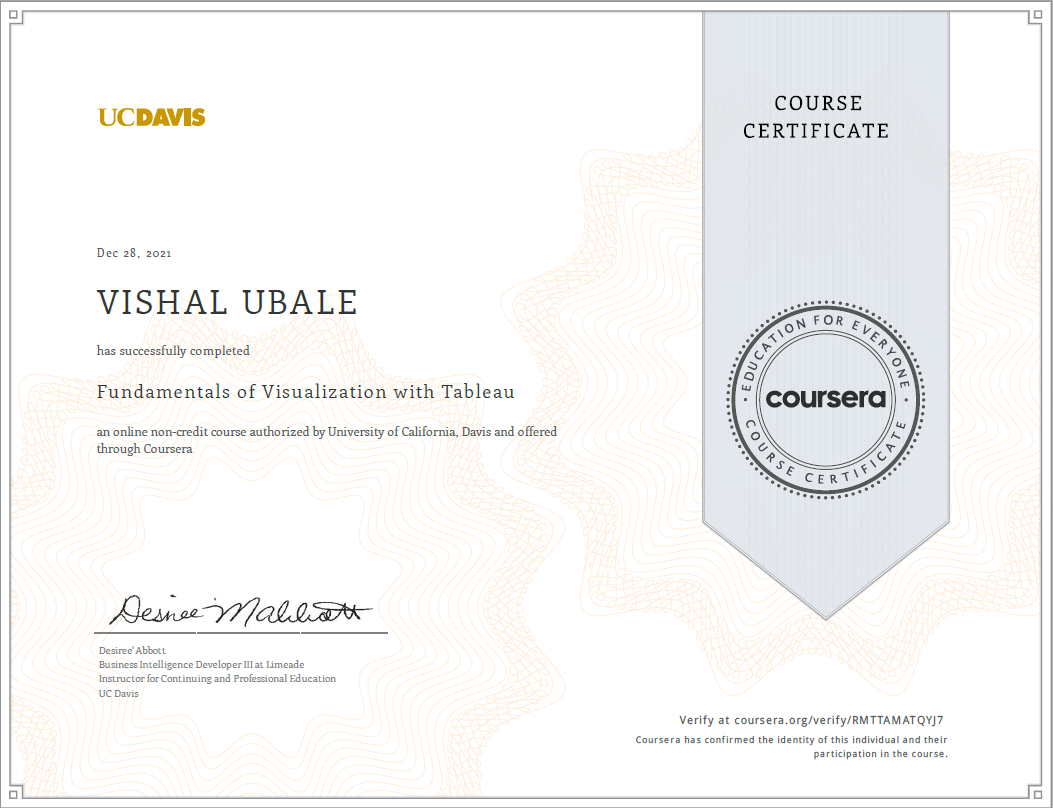 UCDAVIS
COURSE
CERTIFICATE
Dec 28, 2021
VISHAL UBALE
has successfully completed
Fundamentals of Visualization with Tableau
an online non-credit course authorized by University of California, Davis and offered
through Coursera
EDUCATION FOR EVERYONE
coursera
COURSE CERTIFICATE
Desiree' Abbott
Business Intelligence Developer III at Limeade
Instructor for Continuing and Professional Education
UC Davis
Verify at coursera.org/verify/RMTTAMATQYJ7
Coursera has confirmed the identity of this individual and their
participation in the course.